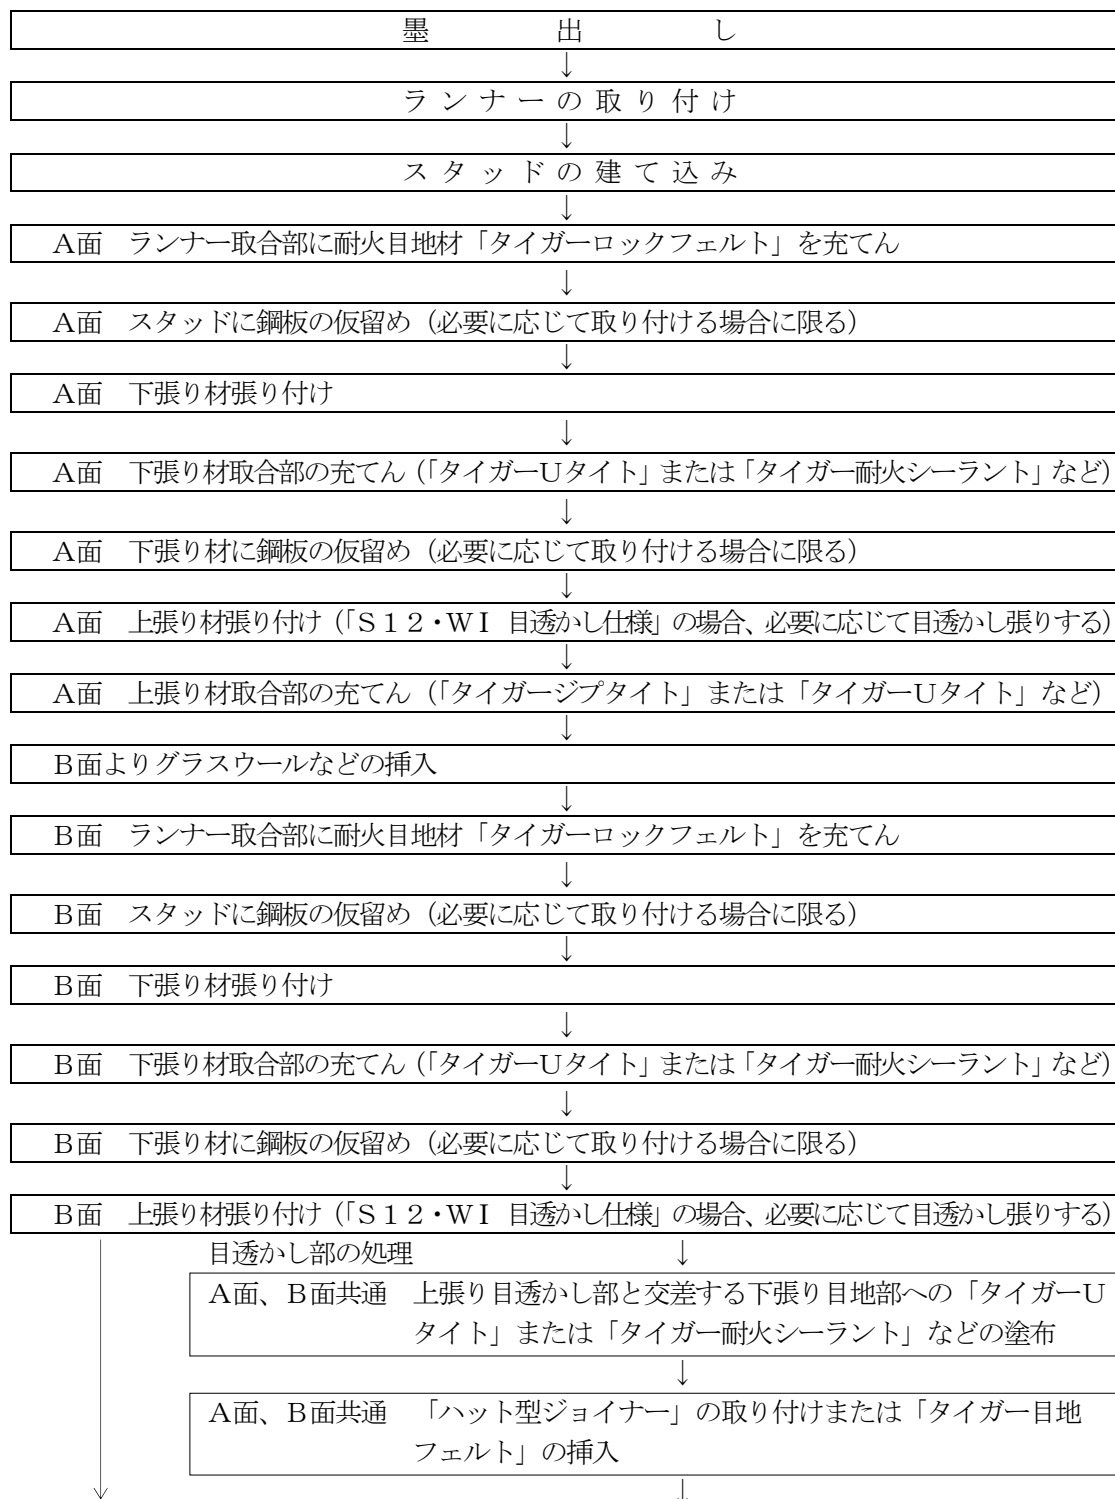 墨出し
↓
ランナーの取り付け
↓
スタッドの建て込み
↓
A面　ランナー取合部に耐火目地材「タイガーロックフェルト」を充てん
↓
A面　スタッドに鋼板の仮留め（必要に応じて取り付ける場合に限る）
↓
A面　下張り材張り付け
↓
A面　下張り材取合部の充てん（「タイガーUタイト」または「タイガー耐火シーラント」など）
↓
A面　下張り材に鋼板の仮留め（必要に応じて取り付ける場合に限る）
↓
A面　上張り材張り付け（「S12・WI 目透かし仕様」の場合、必要に応じて目透かし張りする）
↓
A面　上張り材取合部の充てん（「タイガージプタイト」または「タイガーUタイト」など）
↓
B面よりグラスウールなどの挿入
↓
B面　ランナー取合部に耐火目地材「タイガーロックフェルト」を充てん
↓
B面　スタッドに鋼板の仮留め（必要に応じて取り付ける場合に限る）
↓
B面　下張り材張り付け
↓
B面　下張り材取合部の充てん（「タイガーUタイト」または「タイガー耐火シーラント」など）
↓
B面　下張り材に鋼板の仮留め（必要に応じて取り付ける場合に限る）
↓
B面　上張り材張り付け（「S12・WI 目透かし仕様」の場合、必要に応じて目透かし張りする）
目透かし部の処理　↓
A面、B面共通　上張り目透かし部と交差する下張り目地部への「タイガーU
タイト」または「タイガー耐火シーラント」などの塗布
↓
A面、B面共通　「ハット型ジョイナー」の取り付けまたは「タイガー目地
フェルト」の挿入
↓